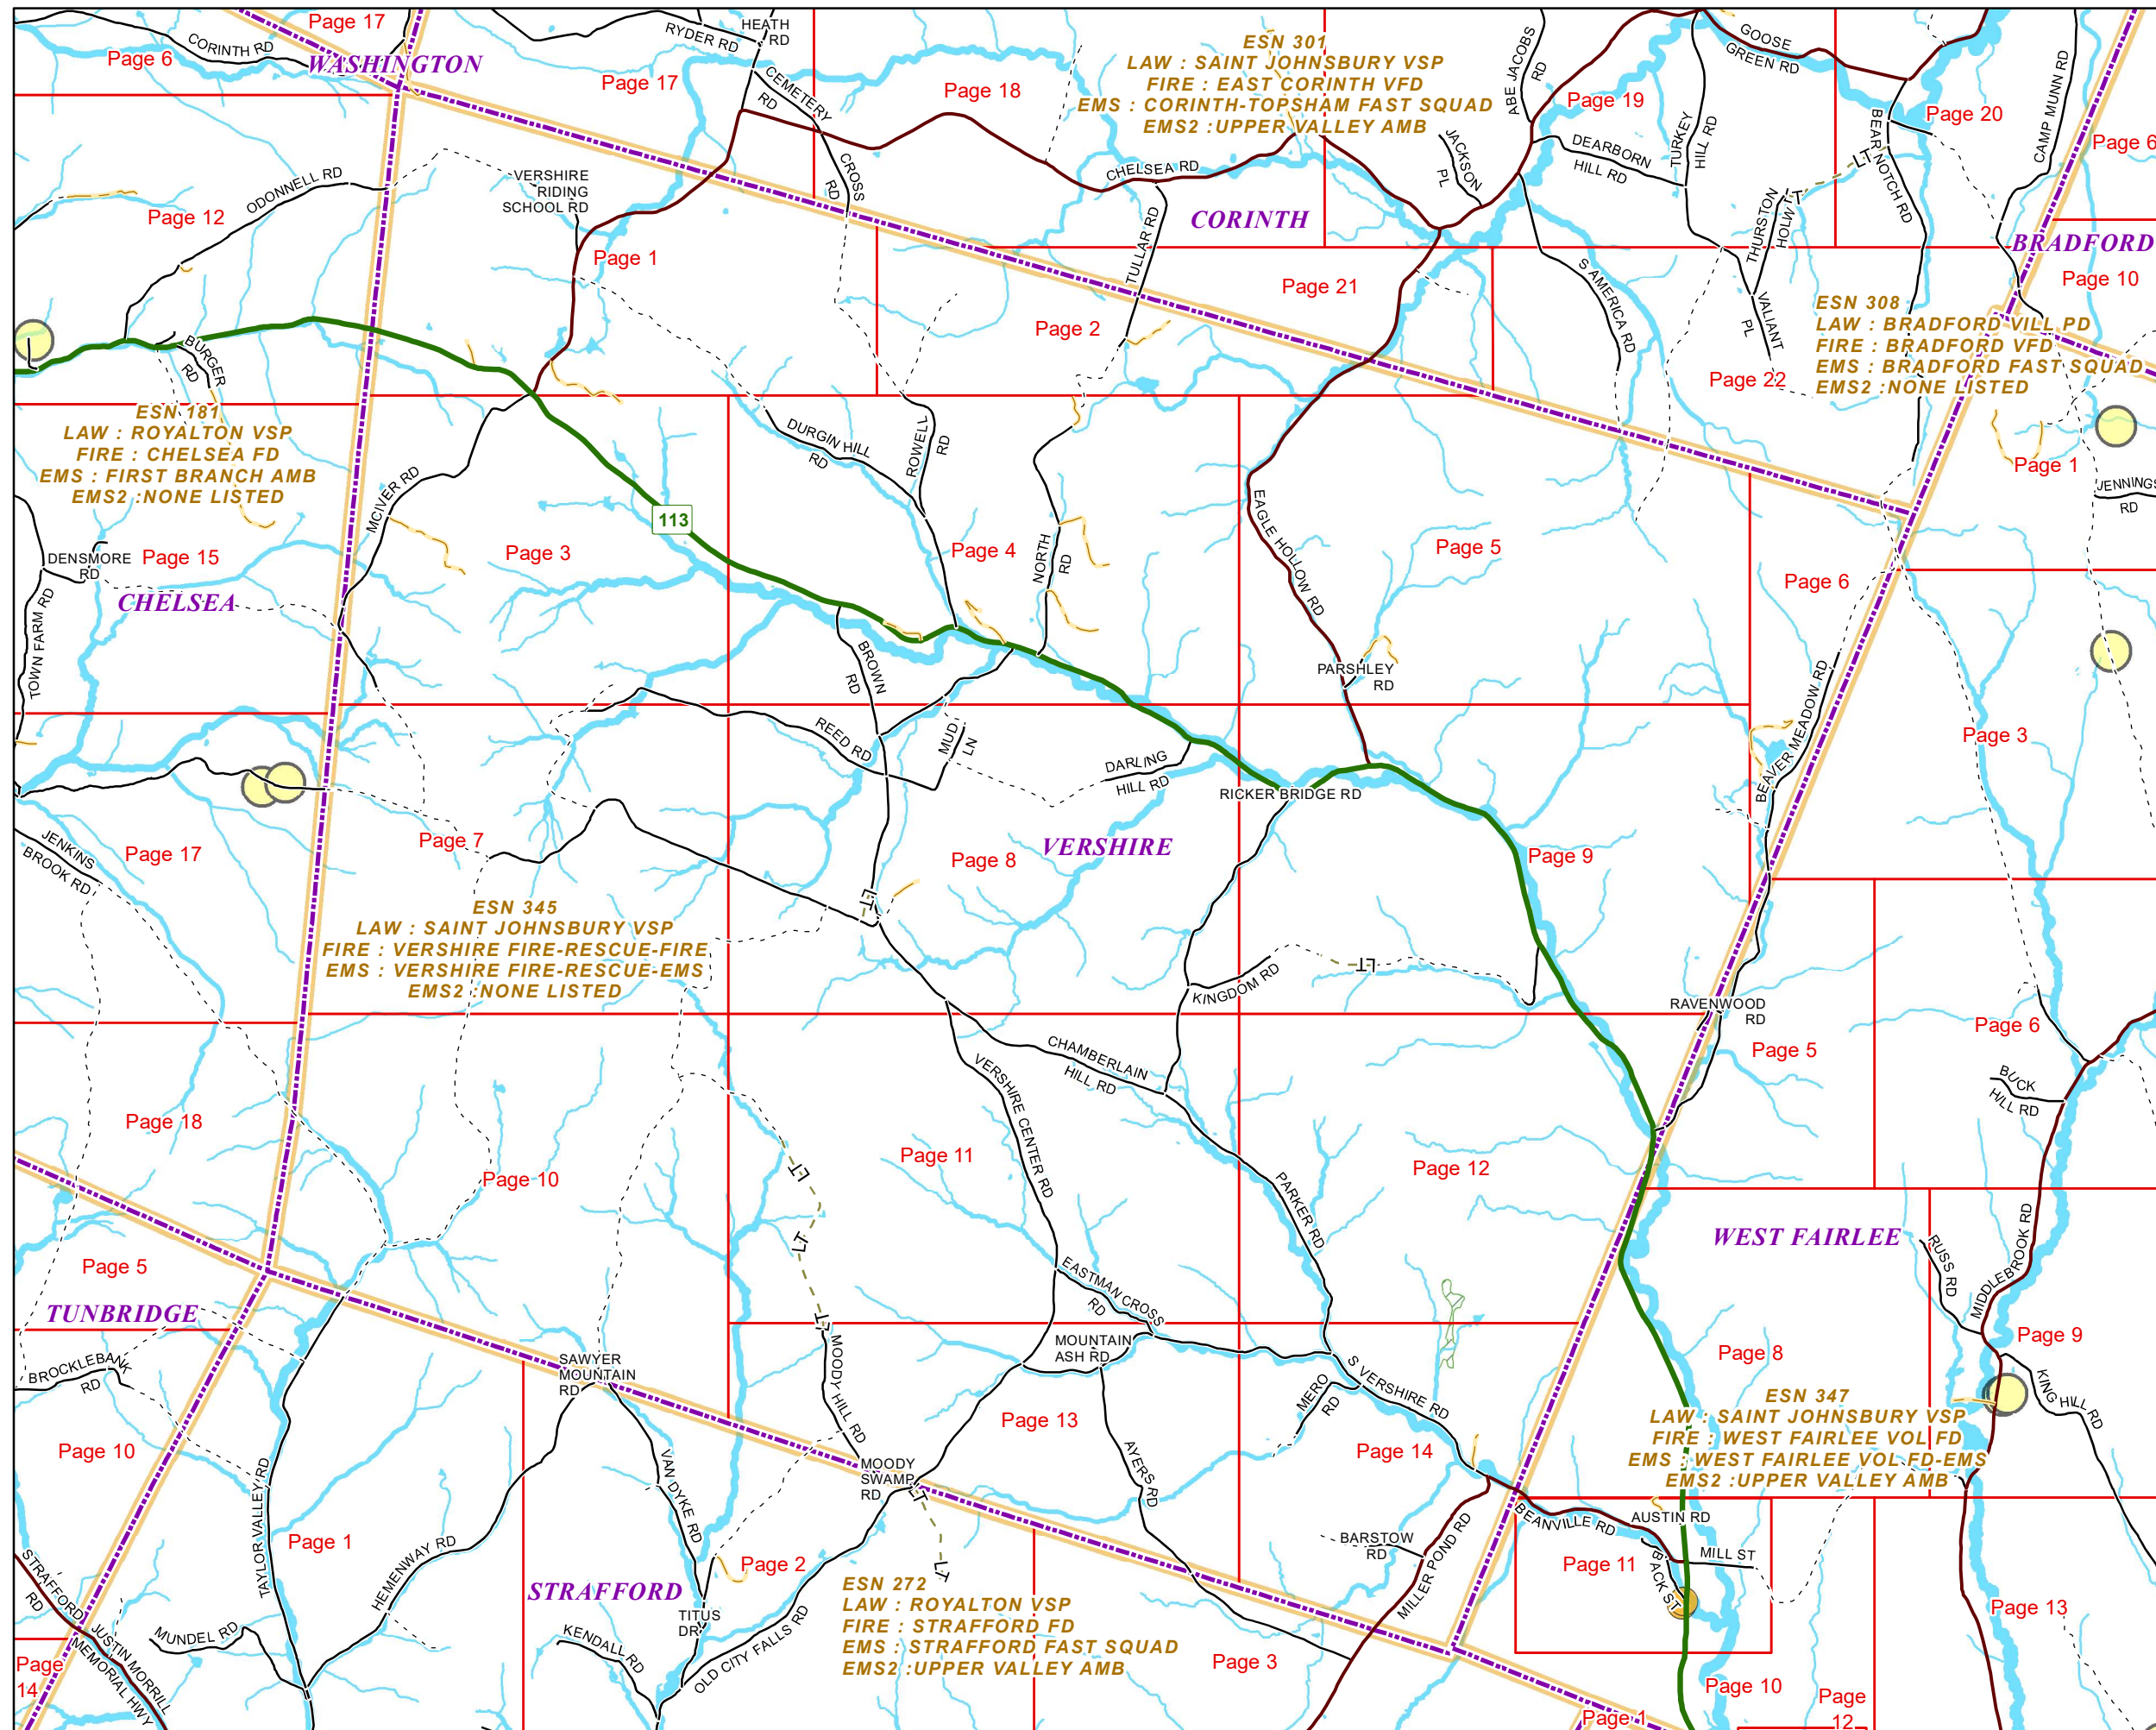 Page 17
CORINTH RD
Page 6
WASHINGTON
RYDER RD
HEATH
RD
Page 17
CEMETERY
RD
Page 18
ESN 301
LAW : SAINT JOHNSBURY VSP
FIRE : EAST CORINTH VFD
EMS : CORINTH-TOPSHAM FAST SQUAD
EMS2 :UPPER VALLEY AMB
ABE JACOBS
RD
GOOSE
GREEN RD
Page 19
Page 20
CAMP MUNN RD
Page 6
JACKSON
PL
DEARBORN
HILL RD
TURKEY
HILL RD
BEAR NOTCH RD
LT
LT
THURSTON
HOLW
ODONNELL RD
VERSHIRE
RIDING
SCHOOL RD
CROSS
RD
CHELSEA RD
Page 12
CORINTH
TULLAR RD
BRADFORD
Page 1
Page 21
Page 10
S AMERICA RD
VALIANT
PL
Page 2
ESN 308
LAW : BRADFORD VILL PD
FIRE : BRADFORD VFD
EMS : BRADFORD FAST SQUAD
EMS2 :NONE LISTED
BURGER
RD
Page 22
ESN 181
LAW : ROYALTON VSP
FIRE : CHELSEA FD
EMS : FIRST BRANCH AMB
EMS2 :NONE LISTED
DURGIN HILL
RD
ROWELL
RD
Page 1
JENNINGS
RD
MCIVER RD
113
EAGLE HOLLOW RD
DENSMORE
RD
Page 15
Page 3
Page 4
NORTH
RD
Page 5
Page 6
CHELSEA
TOWN FARM RD
BROWN
RD
PARSHLEY
RD
BEAVER MEADOW RD
REED RD
MUD
LN
Page 3
DARLING
HILL RD
RICKER BRIDGE RD
JENKINS
BROOK RD
Page 17
Page 7
VERSHIRE
Page 8
Page 9
LT
ESN 345
LAW : SAINT JOHNSBURY VSP
FIRE : VERSHIRE FIRE-RESCUE-FIRE
EMS : VERSHIRE FIRE-RESCUE-EMS
EMS2 :NONE LISTED
LT
KINGDOM RD
RAVENWOOD
RD
Page 6
Page 5
CHAMBERLAIN
HILL RD
VERSHIRE CENTER RD
BUCK
HILL RD
Page 18
Page 10
Page 11
LT
Page 12
PARKER RD
LT
WEST FAIRLEE
RUSS RD
MIDDLEBROOK RD
Page 5
TUNBRIDGE
EASTMAN CROSS
RD
LT
MOUNTAIN
ASH RD
Page 9
BROCKLEBANK
RD
SAWYER
MOUNTAIN
RD
MOODY HILL RD
MERO
RD
S VERSHIRE RD
Page 8
KING HILL RD
ESN 347
LAW : SAINT JOHNSBURY VSP
FIRE : WEST FAIRLEE VOL FD
EMS : WEST FAIRLEE VOL FD-EMS
EMS2 :UPPER VALLEY AMB
Page 13
Page 10
Page 14
TAYLOR VALLEY RD
VAN DYKE RD
MOODY
SWAMP
RD
LT
AYERS RD
BEANVILLE RD
AUSTIN RD
Page 1
HEMENWAY RD
Page 2
LT
BARSTOW
RD
MILLER POND RD
Page 11
BACK ST
MILL ST
STRAFFORD
RD
STRAFFORD
ESN 272
LAW : ROYALTON VSP
FIRE : STRAFFORD FD
EMS : STRAFFORD FAST SQUAD
EMS2 :UPPER VALLEY AMB
Page 13
MUNDEL RD
JUSTIN MORRILL
MEMORIAL HWY
TITUS
DR
KENDALL RD
OLD CITY FALLS RD
Page
14
Page 3
Page 10
Page
12
Page 1